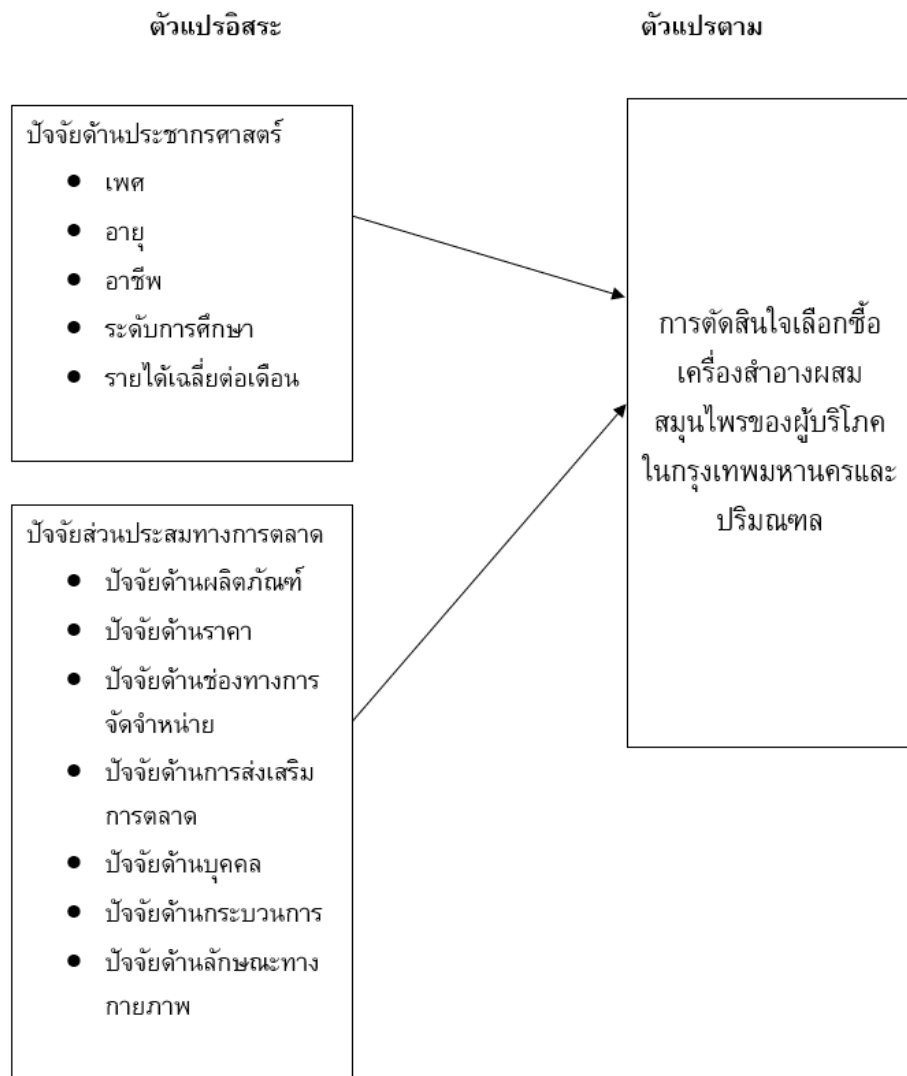 ตัวแปรอิสระ
ตัวแปรตาม
ปัจจัยด้านประชากรศาสตร์
● เพศ
● อายุ
● อาชีพ
● ระดับการศึกษา
● รายได้เฉลี่ยต่อเดือน
ปัจจัยส่วนประสมทางการตลาด
● ปัจจัยด้านผลิตภัณฑ์
● ปัจจัยด้านราคา
● ปัจจัยด้านช่องทางการ
จัดจำหน่าย
● ปัจจัยด้านการส่งเสริม
การตลาด
● ปัจจัยด้านบุคคล
● ปัจจัยด้านกระบวนการ
● ปัจจัยด้านลักษณะทาง
กายภาพ
การตัดสินใจเลือกซื้อ
เครื่องสำอางผสม
สมุนไพรของผู้บริโภค
ในกรุงเทพมหานครและ
ปริมณฑล